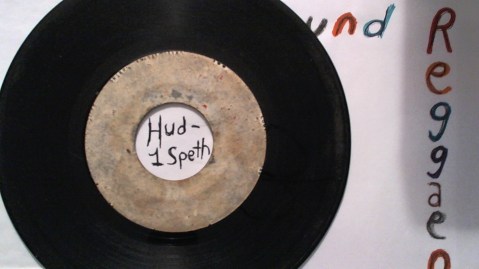 und
Reggae
Hud-
1 Speth